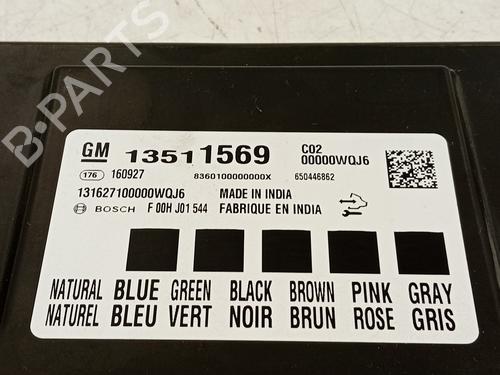 GM 13511569 C02
00000WQJ6
176 160927 8360100000000X 650446862
131627100000WQJ6 MADE IN INDIA
BOSCH F 00H J01 544 FABRIQUE EN INDIA
NATURAL BLUE GREEN BLACK BROWN PINK GRAY
NATUREL BLEU VERT NOIR BRUN ROSE GRIS
B-PARTS